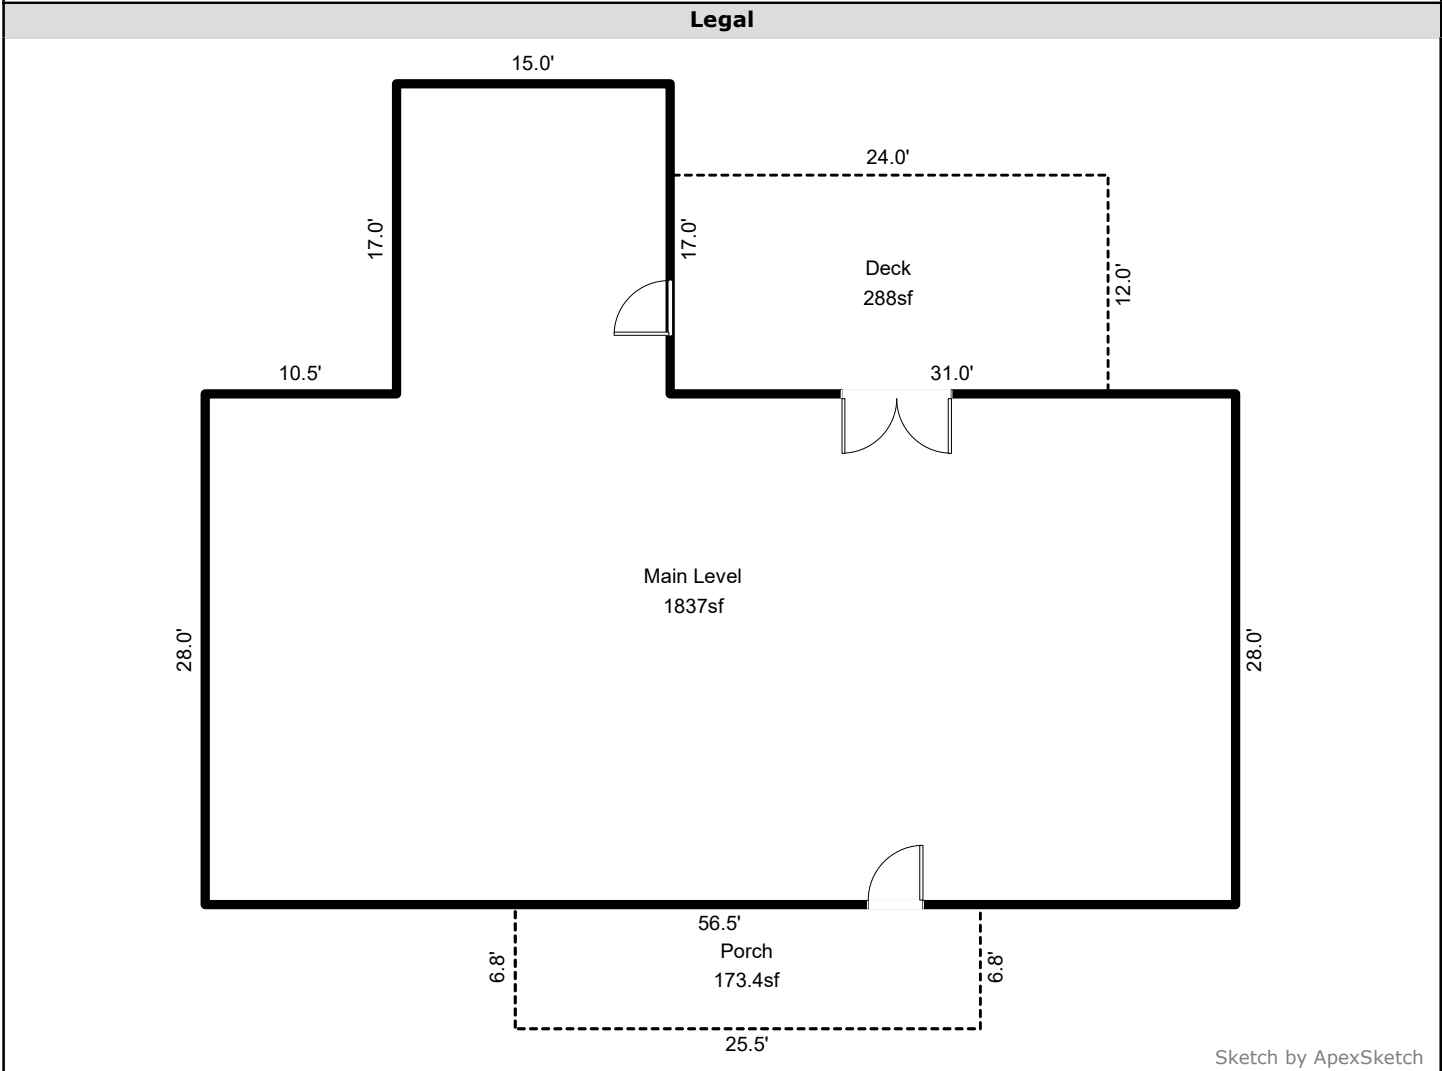 Legal
15.0'
24.0'
17.0'
17.0'
Deck
288sf
12.0'
10.5'
31.0'
Main Level
1837sf
28.0'
28.0'
56.5'
Porch
173.4sf
6.8'
6.8'
25.5'
Sketch by ApexSketch